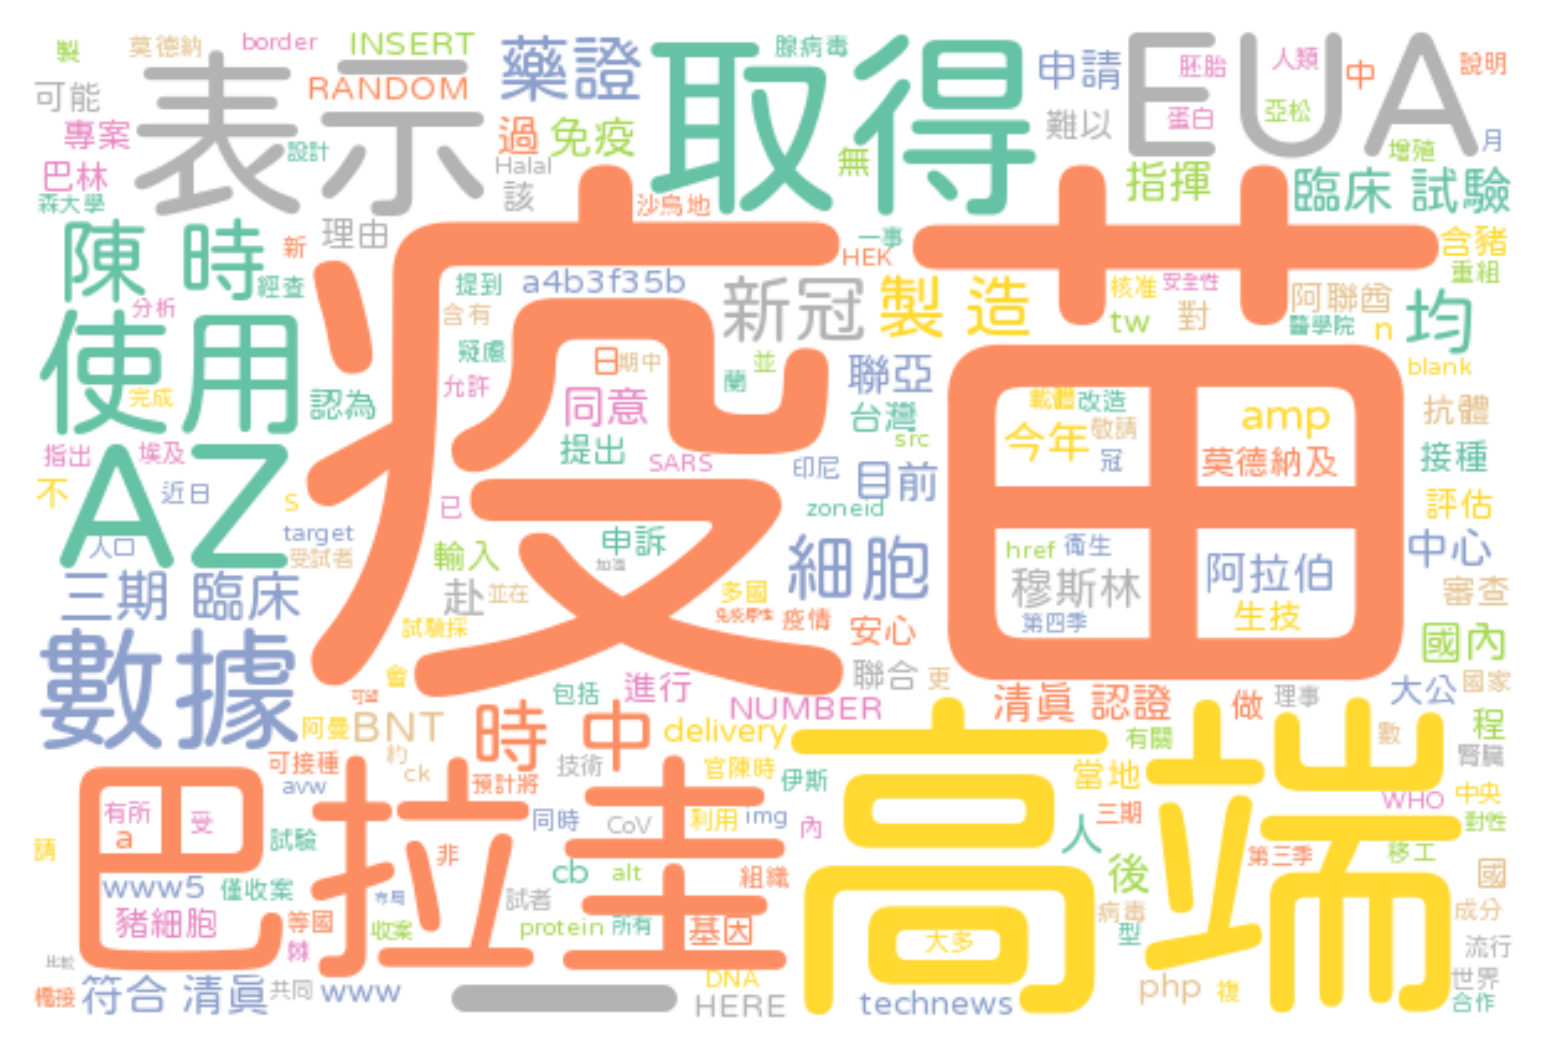 製 莫德納 border INSERT 藥證 取得 腺病毒 申請 EUA 胚胎 人類 中 說明
可能 表示 RANDOM 過 免疫 難以 蛋白 亞松 月
專案 設計 Halal 無 增殖
巴林 該 指揮 臨床 試驗
森大學 沙烏地
陳 時 新 理由 疫苗 一事 HEK 含豬
經查 提到 a4b3f35b 新冠 製 造 核准 安全性 重組
分析 含有 tw 對 阿聯酋 醫學院 n 均
使用 疑慮 日 期中 並 聯亞 blank
完成 認為 允許 同意 蘭 台灣 載體 改造 amp 抗體
指出 埃及 提出 src 今年 敬請
AZ SARS 印尼 目前 冠 莫德納及 接種
不 近日 S 已 zoneid 評估
人口 target 申訴 href 衛生 中心
受試者 輸入 加強 細胞 穆斯林 阿拉伯
三期 臨床 赴 並在 多國 第四季 生技 審查
試驗探 免疫原性 疫情 安心 國內
數據 會 聯合 更
可望 包括 進行 NUMBER 清真 認證 做 理事 大公 國家
阿曼 BNT 時 中 delivery 高端 有關 數 程
約 可接種 ck 預計將 技術 官陳時 伊斯 當地 腎臟
avw WHO 中央
巴拉圭 有所 受 同時 CoV 利用 img 內 人 三期 對性
請 a 試驗 非 第三季 移工
www5 僅收案 cb alt 組織 後 國
豬細胞 等國 布局 試者 病毒 成分
棘 收案 protein 所有 基因 大多 型 流行
比較 DNA 世界
橋接 符合 清真 共同 www HERE technews php 複 合作